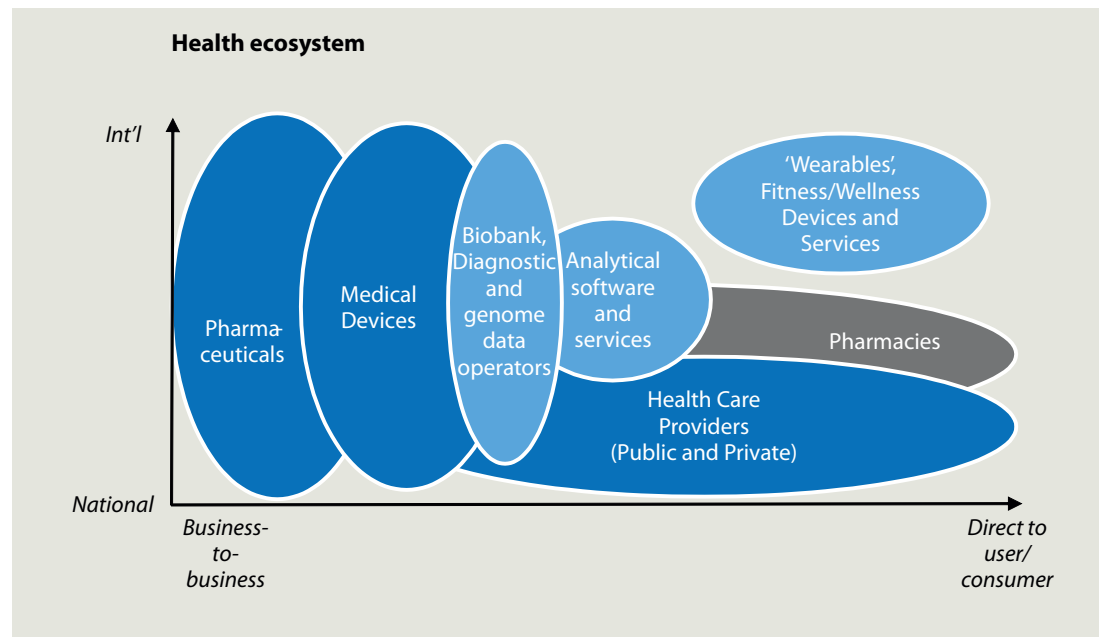 Health ecosystem
Int'l
'Wearables',
Fitness/Wellness
Devices and
Services
Biobank,
Diagnostic
and
genome
data
operators
Analytical
software
and
services
Medical
Devices
Pharma-
ceuticals
Pharmacies
Health Care
Providers
(Public and Private)
National
Business-
to-
business
Direct to
user/
consumer